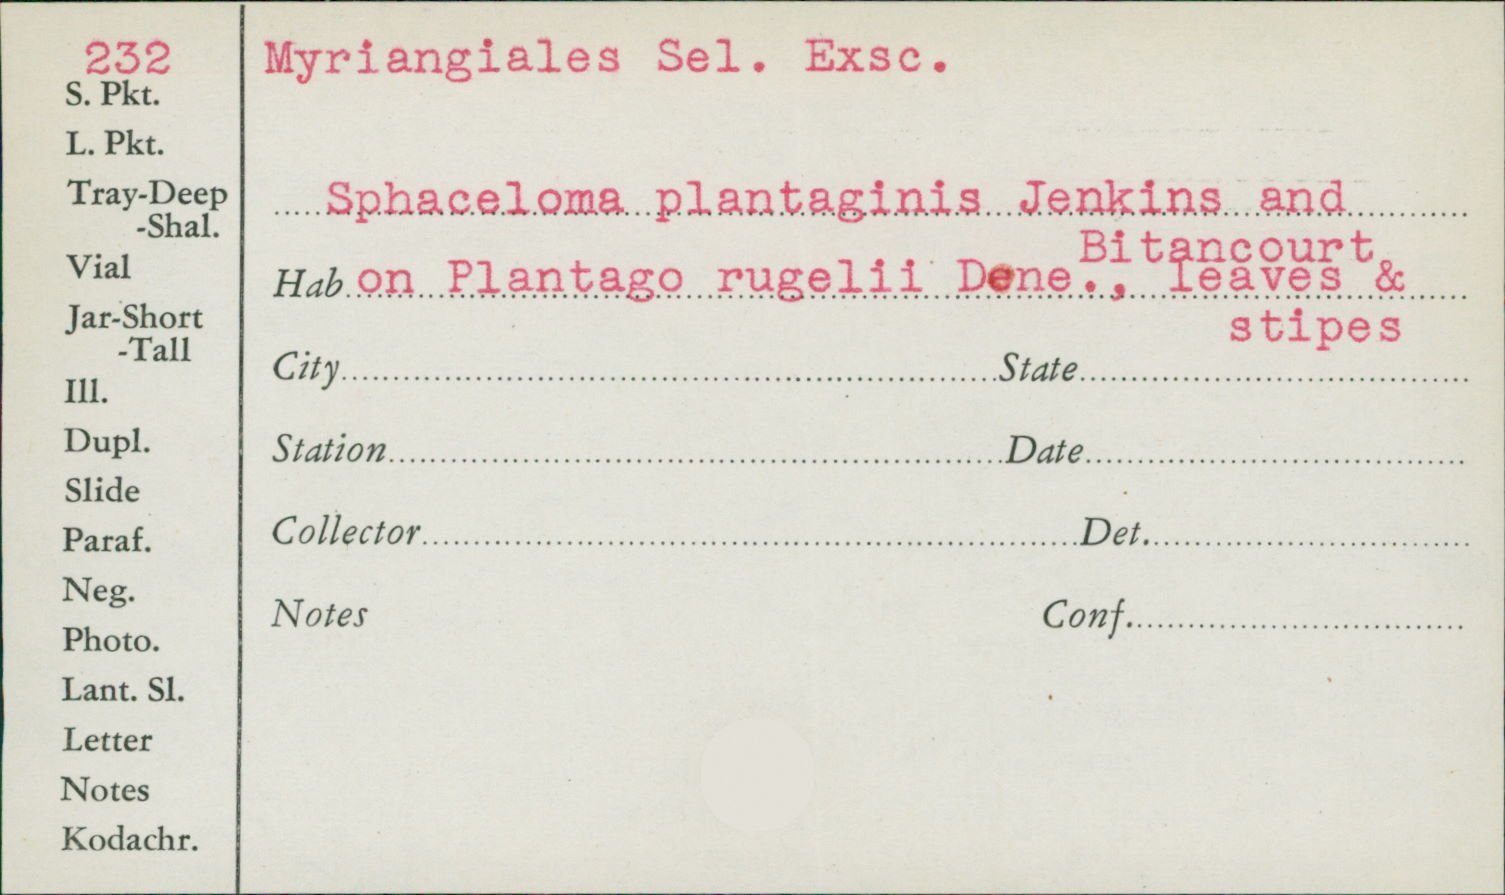 232
S. Pkt.
L. Pkt.
Tray-Deep
-Shal.
Vial
Jar-Short
-Tall
Ill.
Dupl.
Slide
Paraf.
Neg.
Photo.
Lant. Sl.
Letter
Notes
Kodachr.
Myriangiales Sel. Exsc.
Sphaceloma plantaginis Jenkins and
Bitancourt
Hab on Plantago rugelii Dene., leaves &
stipes
City State
Station Date
Collector Det.
Notes Conf.